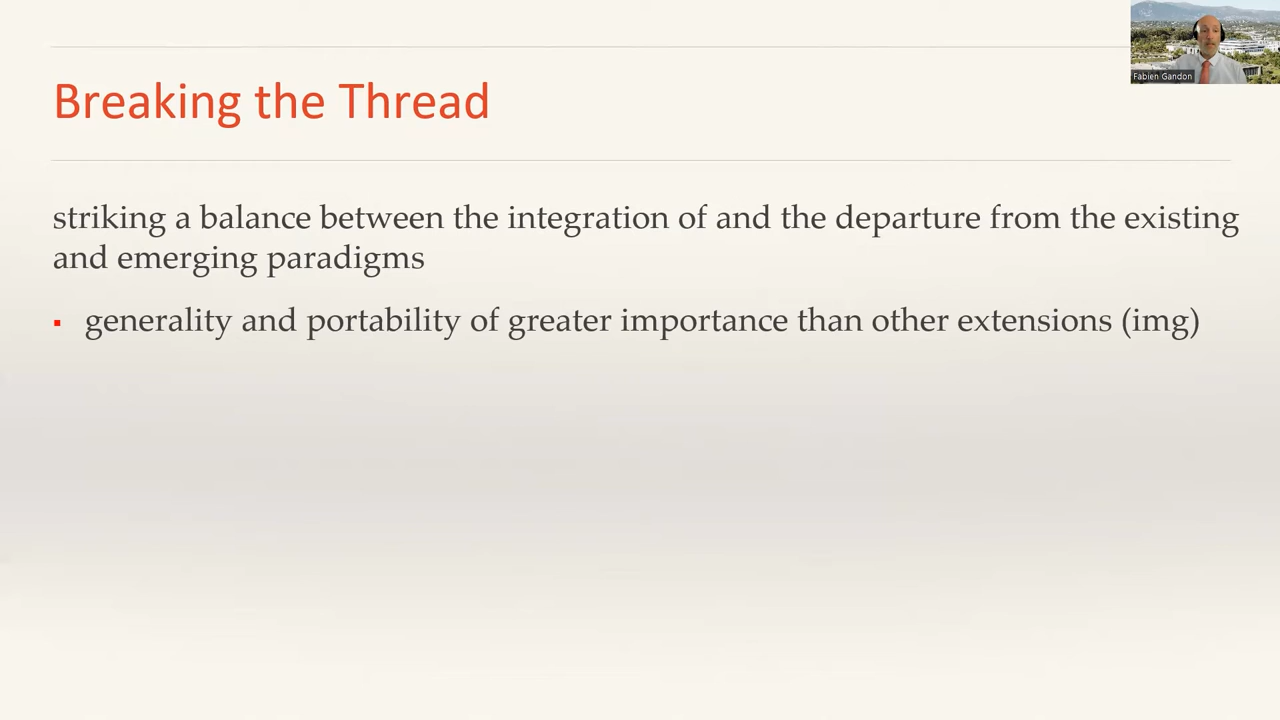 Fabien Gandon
Breaking the Thread
striking a balance between the integration of and the departure from the existing
and emerging paradigms
▪ generality and portability of greater importance than other extensions (img)